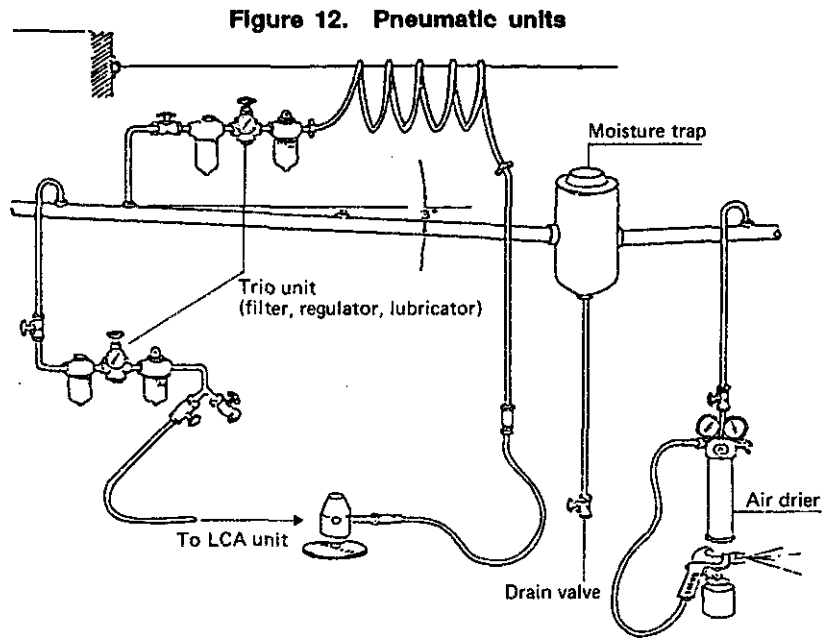 Figure 12. Pneumatic units
Moisture trap
3°
Trio unit
(filter, regulator, lubricator)
Air drier
To LCA unit
Drain valve